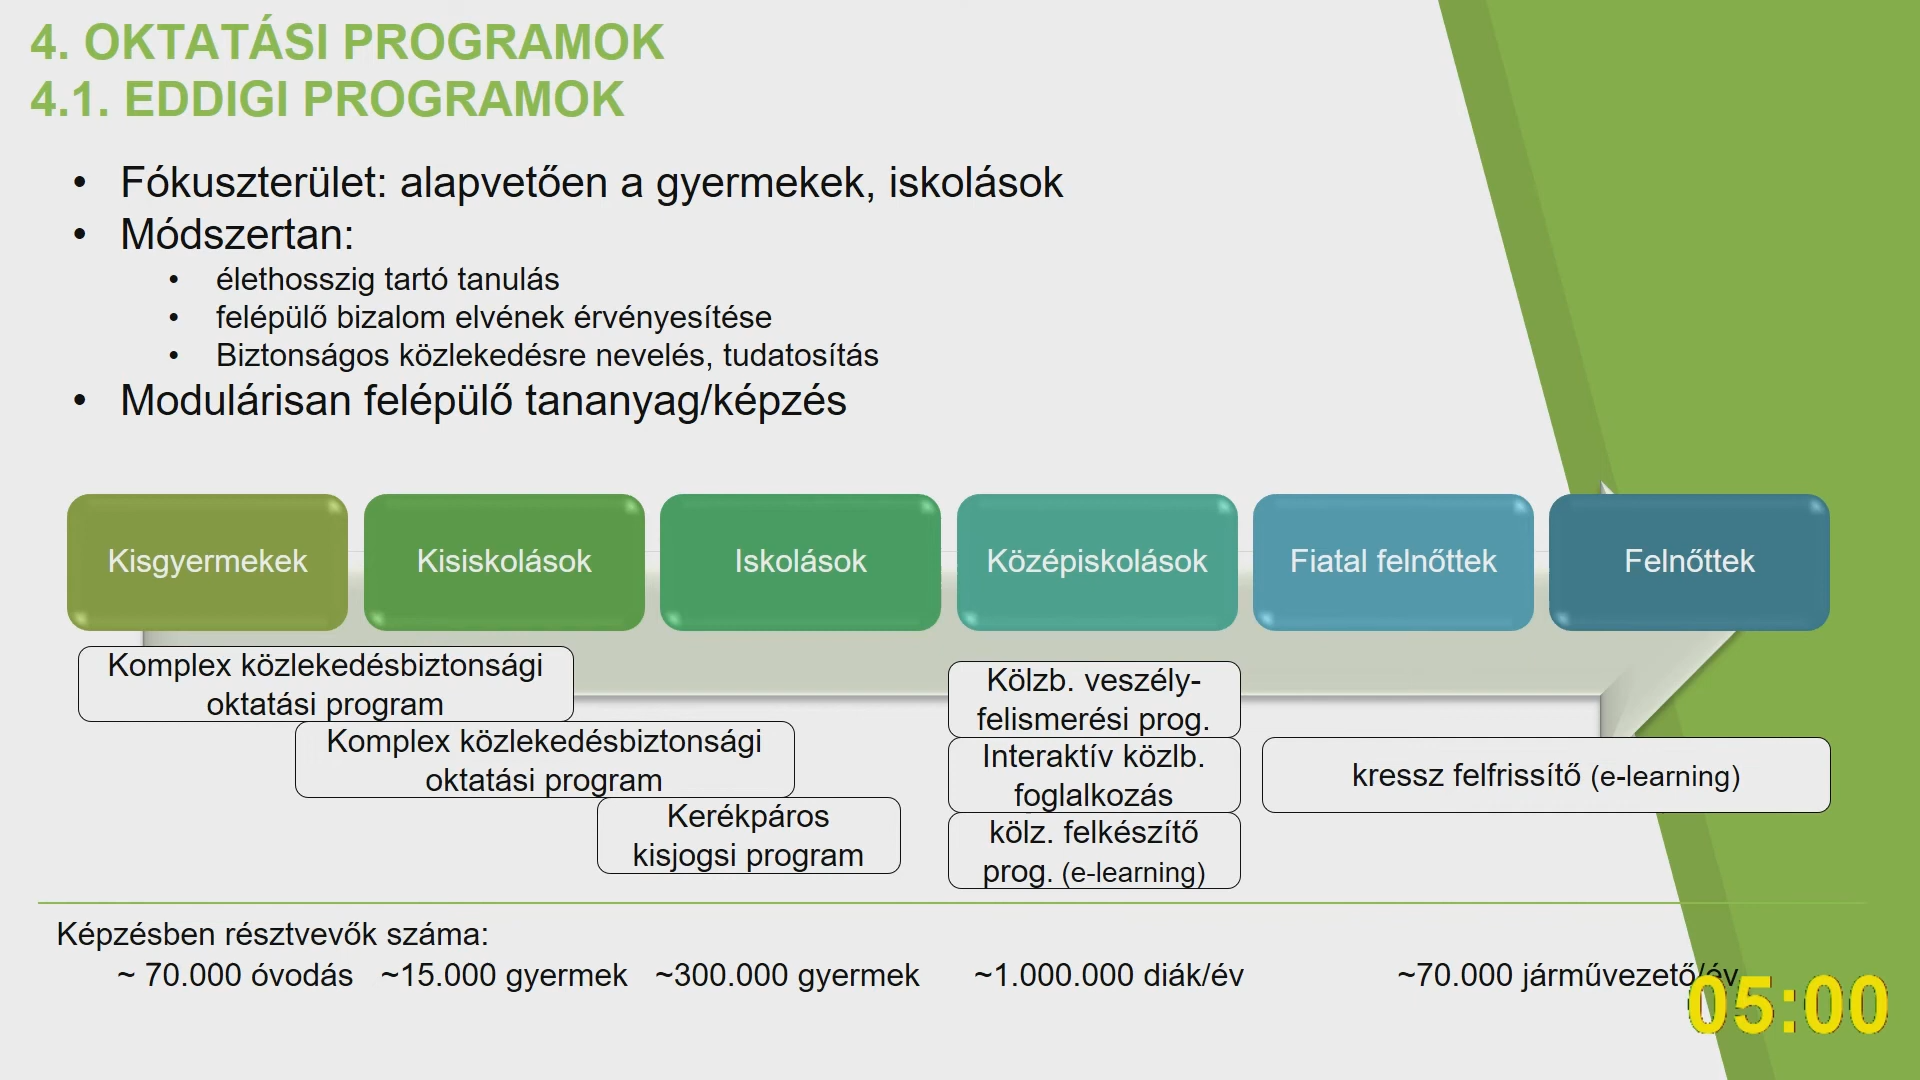 4. OKTATÁSI PROGRAMOK
4.1. EDDIGI PROGRAMOK
• Fókuszterület: alapvetően a gyermekek, iskolások
• Módszertan:
• élethosszig tartó tanulás
• felépülő bizalom elvének érvényesítése
• Biztonságos közlekedésre nevelés, tudatosítás
• Modulárisan felépülő tananyag/képzés
Kisgyermekek
Kisiskolások
Iskolások
Középiskolások
Fiatal felnőttek
Felnőttek
Komplex közlekedésbiztonsági
oktatási program
Komplex közlekedésbiztonsági
oktatási program
Kerékpáros
kisjogsi program
Kölzb. veszély-
felismerési prog.
Interaktív közlb.
foglalkozás
kölz. felkészítő
prog. (e-learning)
kressz felfrissítő (e-learning)
Képzésben résztvevők száma:
~ 70.000 óvodás ~15.000 gyermek ~300.000 gyermek ~1.000.000 diák/év ~70.000 járművezető/év
05:00